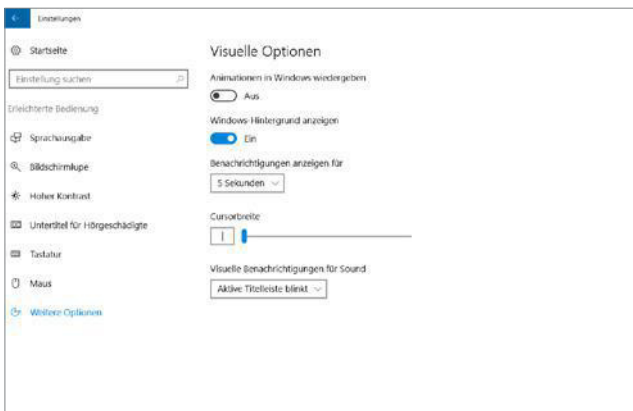 Einstellungen
Startseite
Einstellung suchen
Erleichterte Bedienung
Sprachausgabe
Bildschirmlupe
Hoher Kontrast
Untertitel für Hörgeschädigte
Tastatur
Maus
Weitere Optionen
Visuelle Optionen
Animationen in Windows wiedergeben
Aus
Windows-Hintergrund anzeigen
Ein
Benachrichtigungen anzeigen für
5 Sekunden
Cursorbreite
Visuelle Benachrichtigungen für Sound
Aktive Titelleiste blinkt